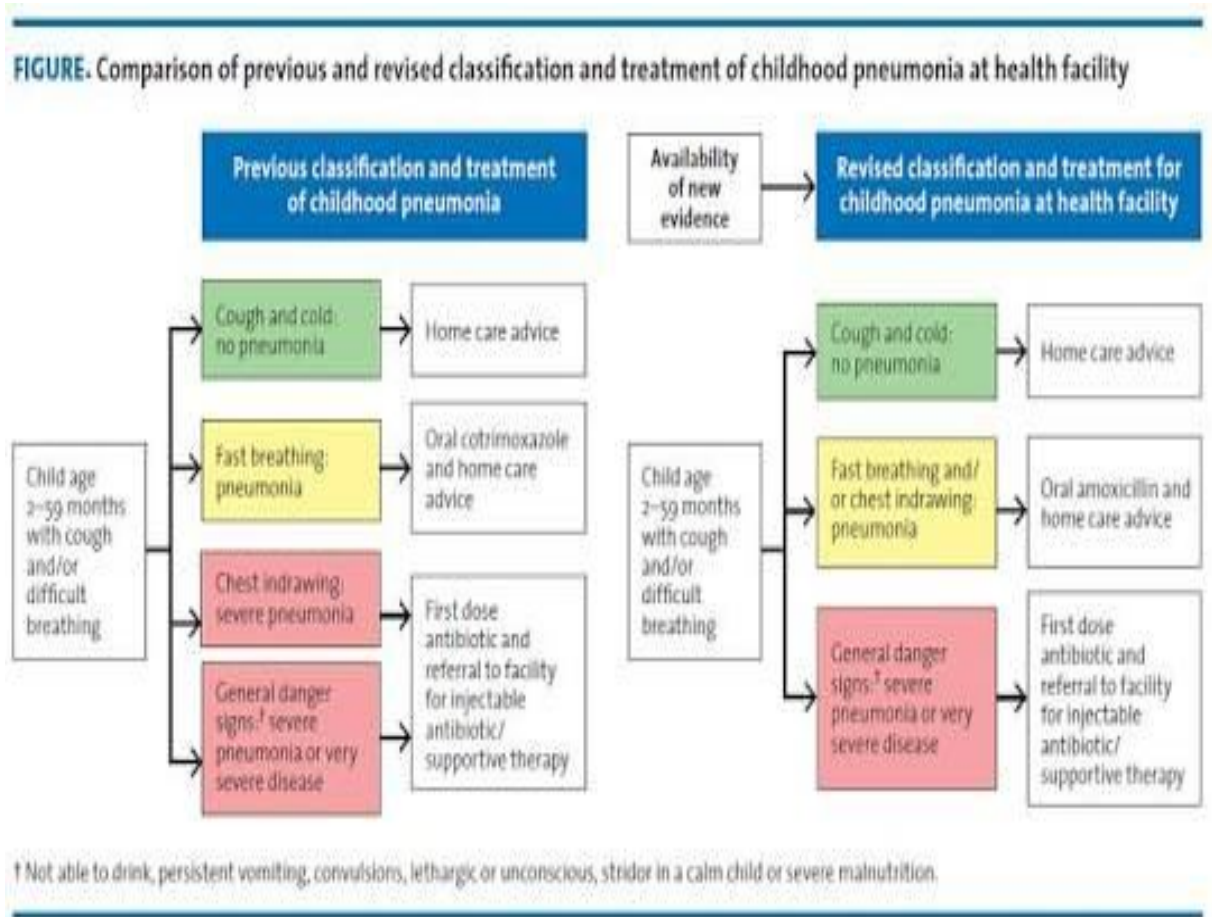 FIGURE. Comparison of previous and revised classification and treatment of childhood pneumonia at health facility
Previous classification and treatment
of childhood pneumonia
Child age
2–59 months
with cough
and/or
difficult
breathing
Cough and cold:
no pneumonia
Home care advice
Fast breathing:
pneumonia
Oral cotrimoxazole
and home care
advice
Chest indrawing:
severe pneumonia
General danger
signs:† severe
pneumonia or very
severe disease
First dose
antibiotic and
referral to facility
for injectable
antibiotic/
supportive therapy
Availability
of new
evidence
Revised classification and treatment for
childhood pneumonia at health facility
Child age
2–59 months
with cough
and/or
difficult
breathing
Cough and cold:
no pneumonia
Home care advice
Fast breathing and/
or chest indrawing:
pneumonia
Oral amoxicillin and
home care advice
General danger
signs:† severe
pneumonia or very
severe disease
First dose
antibiotic and
referral to facility
for injectable
antibiotic/
supportive therapy
† Not able to drink, persistent vomiting, convulsions, lethargic or unconscious, stridor in a calm child or severe malnutrition.